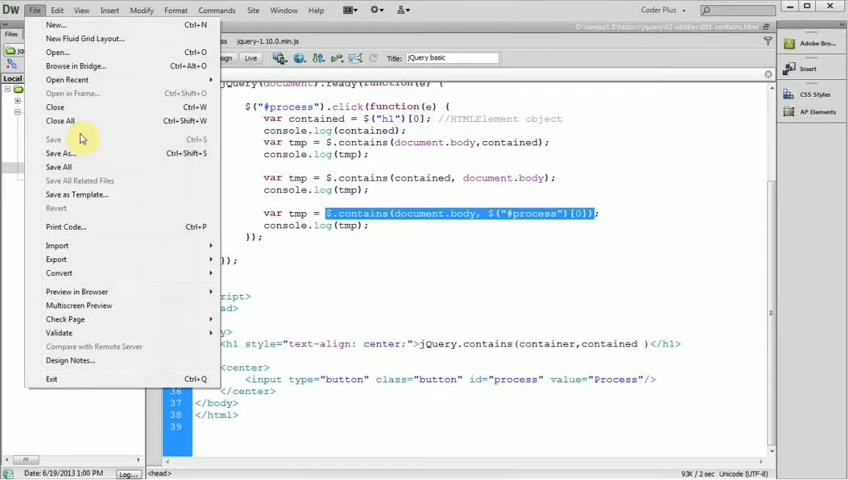 Dw File Edit View Insert Modify Format Commands Site Window Help Coder Plus
Files
Local
New... Ctrl+N
New Fluid Grid Layout...
Open... Ctrl+O
Browse in Bridge... Ctrl+Alt+O
Open Recent
Open in Frame... Ctrl+Shift+O
Close Ctrl+W
Close All Ctrl+Shift+W
Save Ctrl+S
Save As... Ctrl+Shift+S
Save All
Save All Related Files
Save as Template...
Revert
Print Code... Ctrl+P
Import
Export
Convert
Preview in Browser
Multiscreen Preview
Check Page
Validate
Compare with Remote Server
Design Notes...
Exit Ctrl+Q
jquery-1.10.0.min.js
Live Title: jQuery basic
jQuery(document).ready(function(e) {
$("#process").click(function(e) {
var contained = $("h1")[0]; //HTMLElement object
console.log(contained);
var tmp = $.contains(document.body,contained);
console.log(tmp);
var tmp = $.contains(contained, document.body);
console.log(tmp);
var tmp = $.contains(document.body, $("#process")[0]);
console.log(tmp);
});
});
cript>
ad>
dy>
<h1 style="text-align: center;">jQuery.contains(container,contained )</h1>
<center>
<input type="button" class="button" id="process" value="Process"/>
36 </center>
37 </body>
38 </html>
39
<head> 93K / 2 sec Unicode (UTF-8)
Date: 6/19/2013 1:00 PM Log...
Adobe Bro...
Insert
CSS Styles
AP Elements